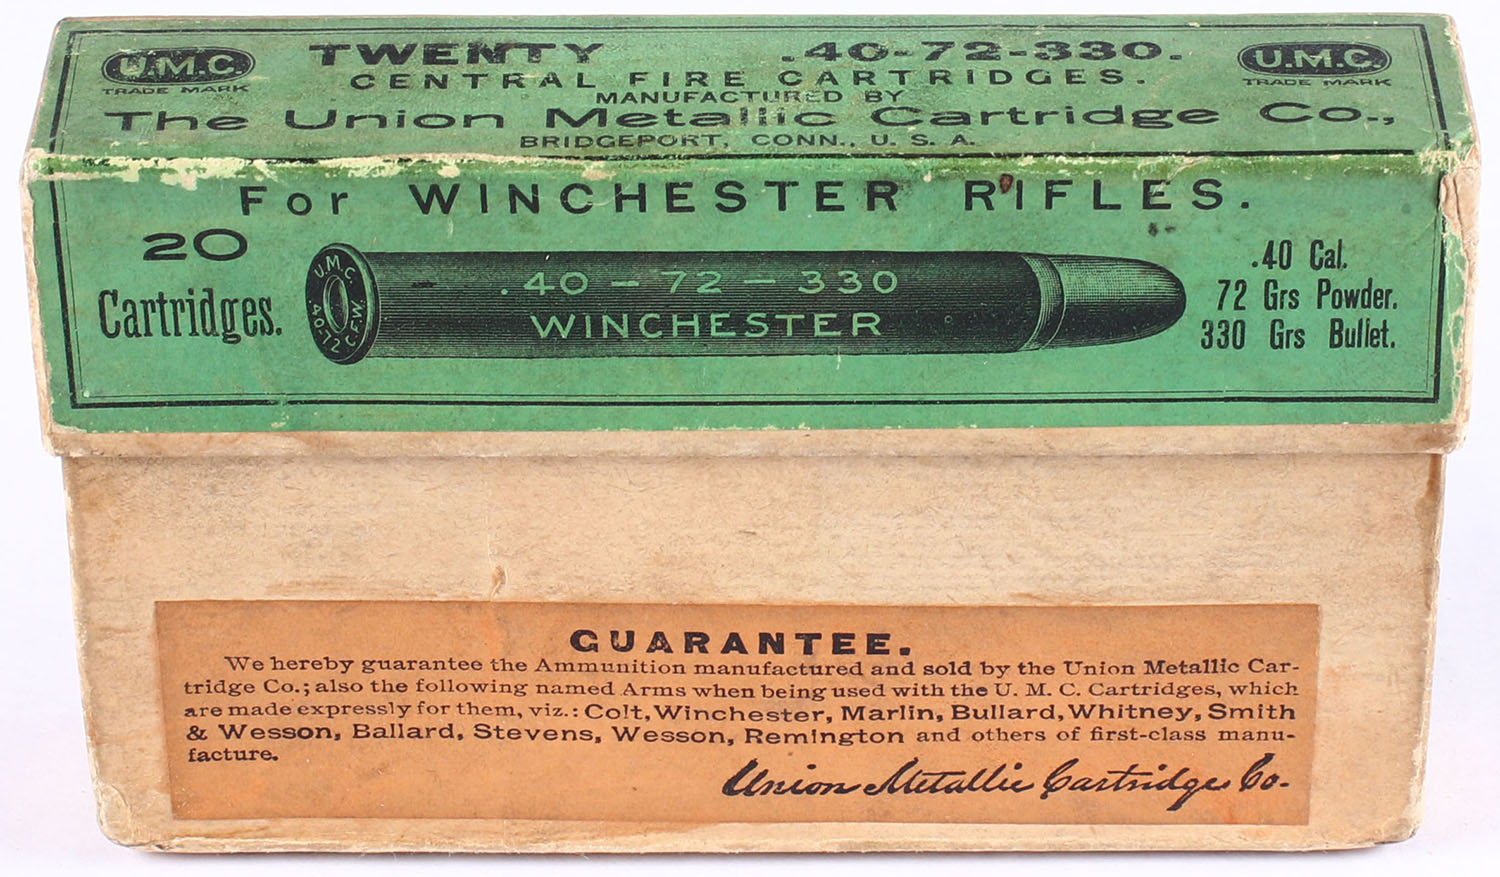 U.M.C. TWENTY .40-72-330. U.M.C.
TRADE MARK CENTRAL FIRE CARTRIDGES. TRADE MARK
MANUFACTURED BY
The Union Metallic Cartridge Co.,
BRIDGEPORT, CONN., U. S. A.
For WINCHESTER RIFLES.
20
Cartridges.
U.M.C.
.40-72 C.F.W.
.40 - 72 - 330
WINCHESTER
.40 Cal.
72 Grs Powder.
330 Grs Bullet.
GUARANTEE.
We hereby guarantee the Ammunition manufactured and sold by the Union Metallic Car-
tridge Co.; also the following named Arms when being used with the U. M. C. Cartridges, which
are made expressly for them, viz.: Colt, Winchester, Marlin, Bullard, Whitney, Smith
& Wesson, Ballard, Stevens, Wesson, Remington and others of first-class manu-
facture.
Union Metallic Cartridge Co.